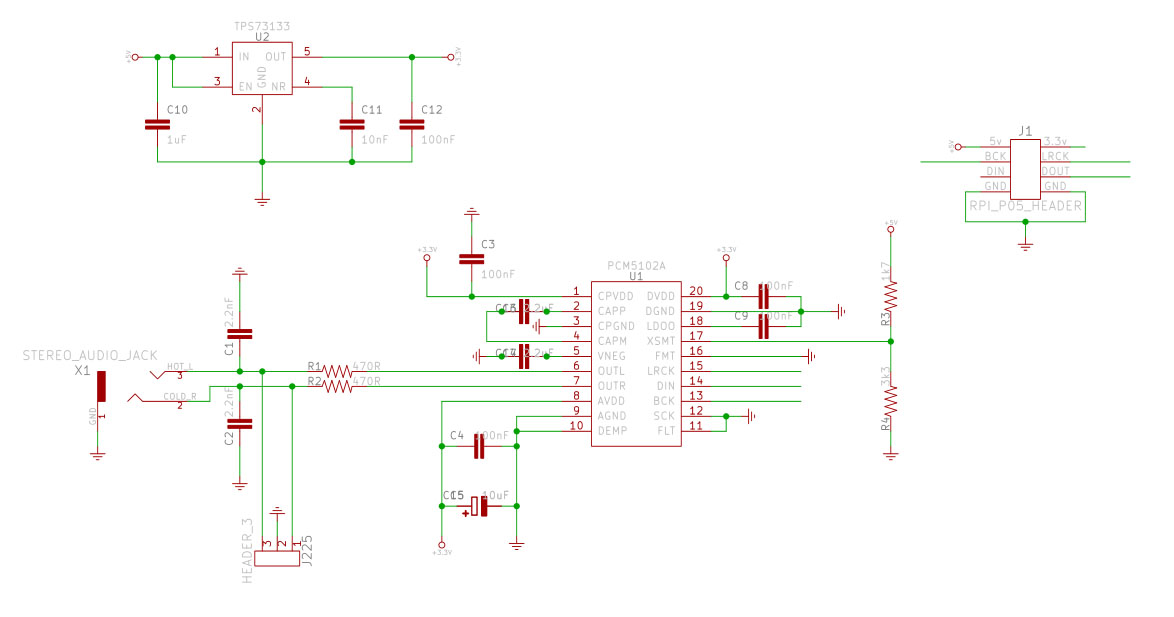 TPS73133
U2
+5V
1
IN
OUT
5
+3.3V
3
EN
GND
NR
4
2
C10
1uF
C11
10nF
C12
100nF
J1
+5V
5v
3.3v
BCK
LRCK
DIN
DOUT
GND
GND
RPI_P05_HEADER
+3.3V
C3
100nF
PCM5102A
U1
+3.3V
+5V
1
CPVDD
DVDD
20
2
CAPP
DGND
19
3
CPGND
LDOO
18
4
CAPM
XSMT
17
5
VNEG
FMT
16
6
OUTL
LRCK
15
7
OUTR
DIN
14
8
AVDD
BCK
13
9
AGND
SCK
12
10
DEMP
FLT
11
2.2uF
2.2uF
C8
100nF
C9
100nF
1k7
R3
3k3
R4
STEREO_AUDIO_JACK
X1
HOT_L
3
COLD_R
2
GND
1
2.2nF
C1
2.2nF
C2
R1
470R
R2
470R
C4
100nF
C15
10uF
+3.3V
HEADER_3
3
2
1
J225